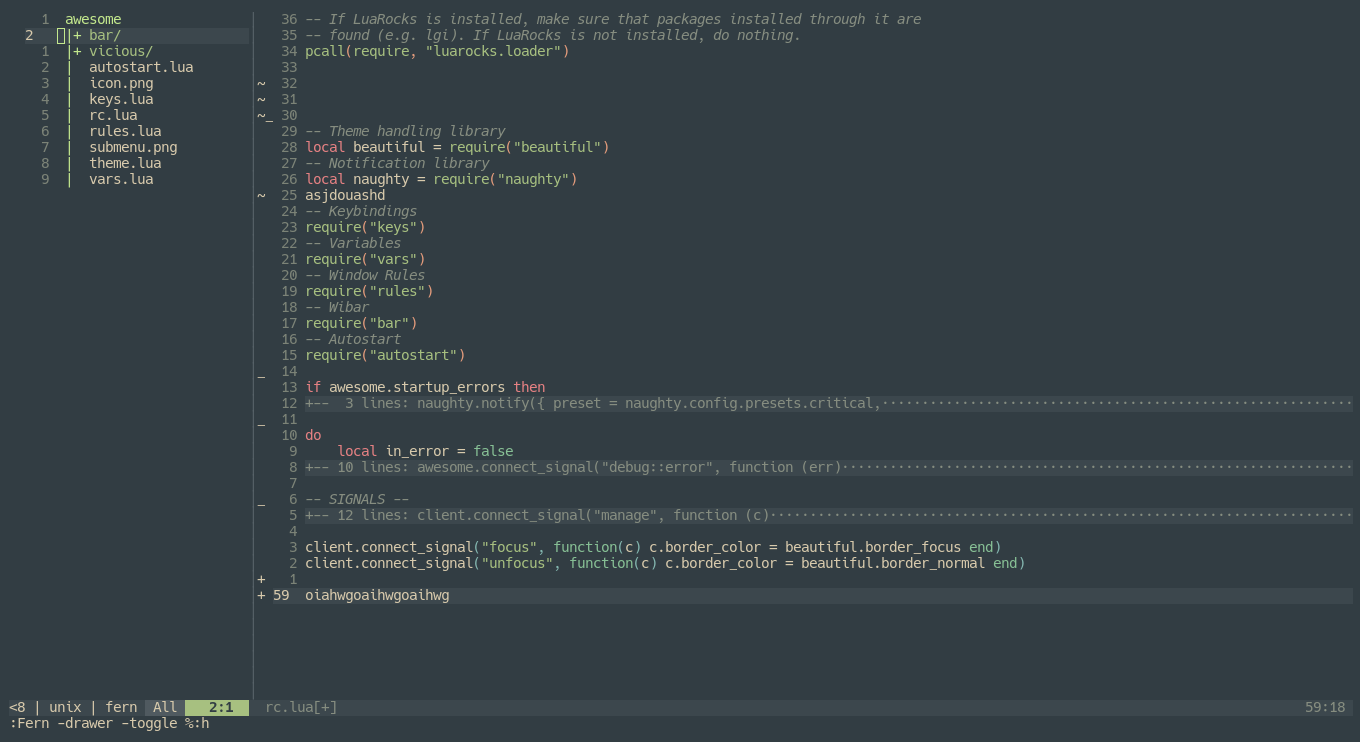 1 awesome
2 |+ bar/
1 |+ vicious/
2 | autostart.lua
3 | icon.png
4 | keys.lua
5 | rc.lua
6 | rules.lua
7 | submenu.png
8 | theme.lua
9 | vars.lua
36 -- If LuaRocks is installed, make sure that packages installed through it are
35 -- found (e.g. lgi). If LuaRocks is not installed, do nothing.
34 pcall(require, "luarocks.loader")
33
~ 32
~ 31
~_ 30
29 -- Theme handling library
28 local beautiful = require("beautiful")
27 -- Notification library
26 local naughty = require("naughty")
~ 25 asjdouashd
24 -- Keybindings
23 require("keys")
22 -- Variables
21 require("vars")
20 -- Window Rules
19 require("rules")
18 -- Wibar
17 require("bar")
16 -- Autostart
15 require("autostart")
_ 14
13 if awesome.startup_errors then
12 +--  3 lines: naughty.notify({ preset = naughty.config.presets.critical,···························································
_ 11
10 do
9     local in_error = false
8 +-- 10 lines: awesome.connect_signal("debug::error", function (err)································································
7
_ 6 -- SIGNALS --
5 +-- 12 lines: client.connect_signal("manage", function (c)·········································································
4
3 client.connect_signal("focus", function(c) c.border_color = beautiful.border_focus end)
2 client.connect_signal("unfocus", function(c) c.border_color = beautiful.border_normal end)
+ 1
+ 59 oiahwgoaihwgoaihwg
<8 | unix | fern  All  2:1  rc.lua[+]  59:18
:Fern -drawer -toggle %:h